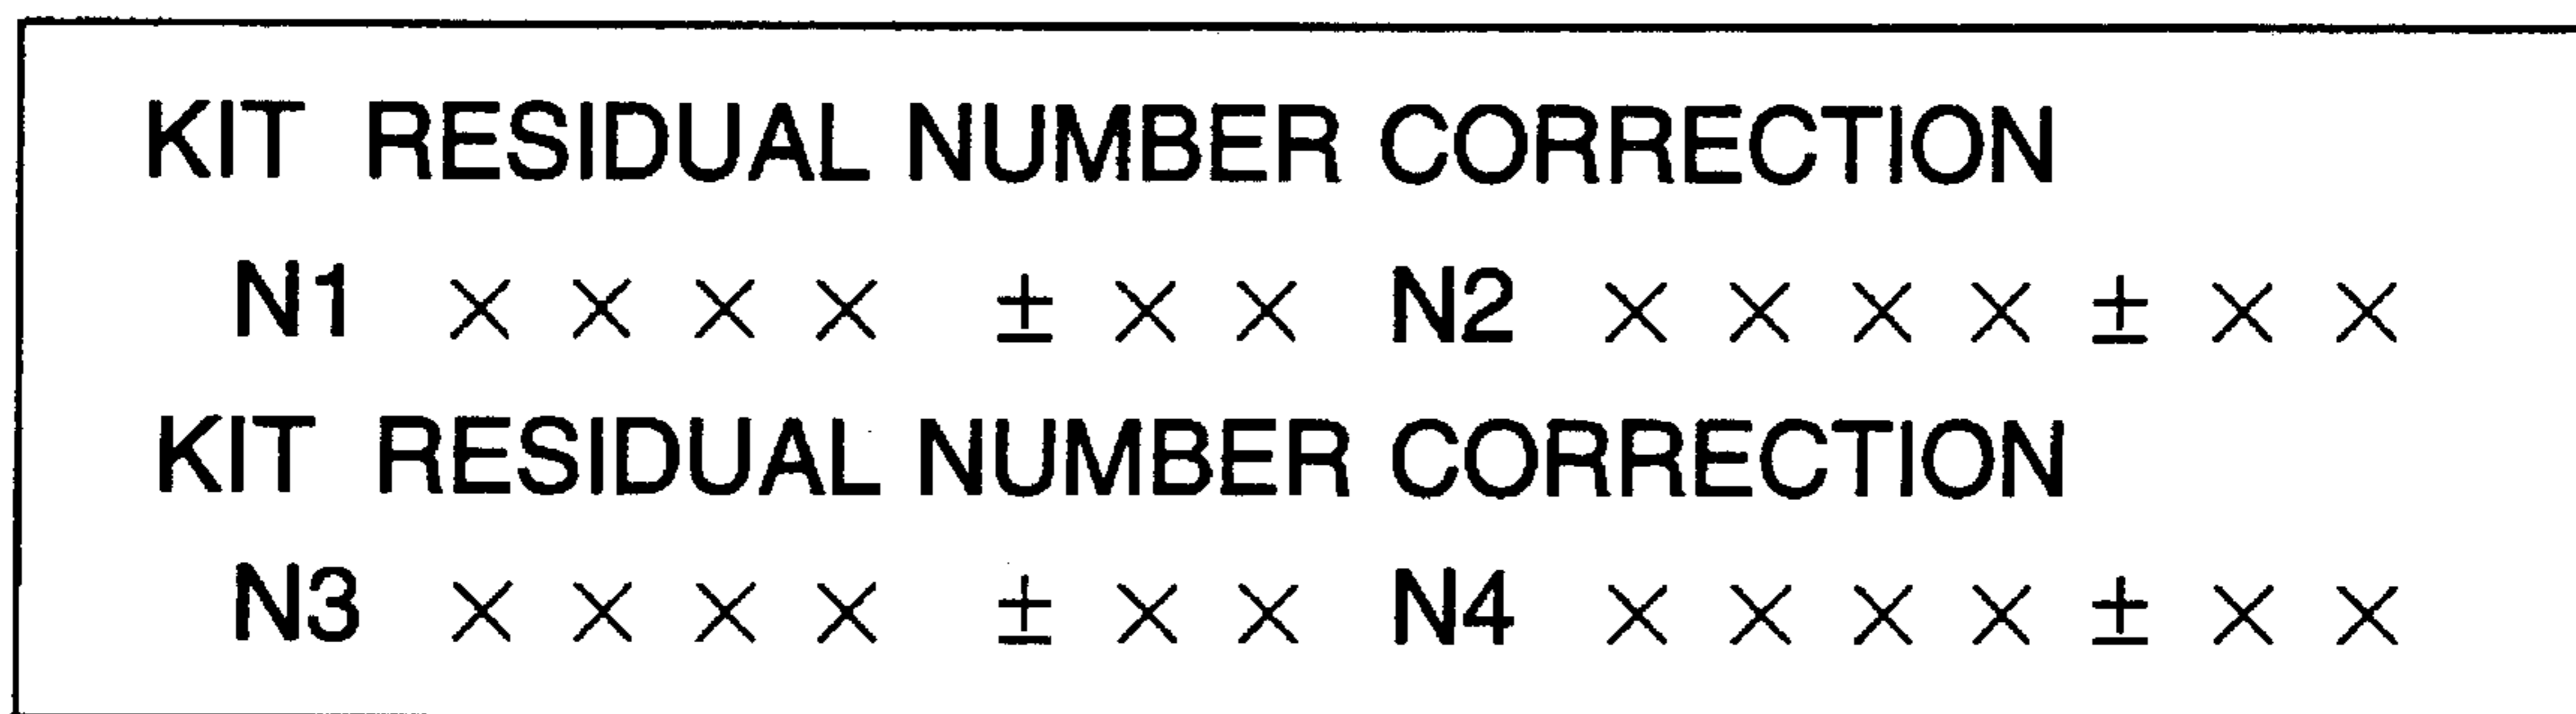 KIT RESIDUAL NUMBER CORRECTION
N1 × × × × ± × × N2 × × × × ± × ×
KIT RESIDUAL NUMBER CORRECTION
N3 × × × × ± × × N4 × × × × ± × ×